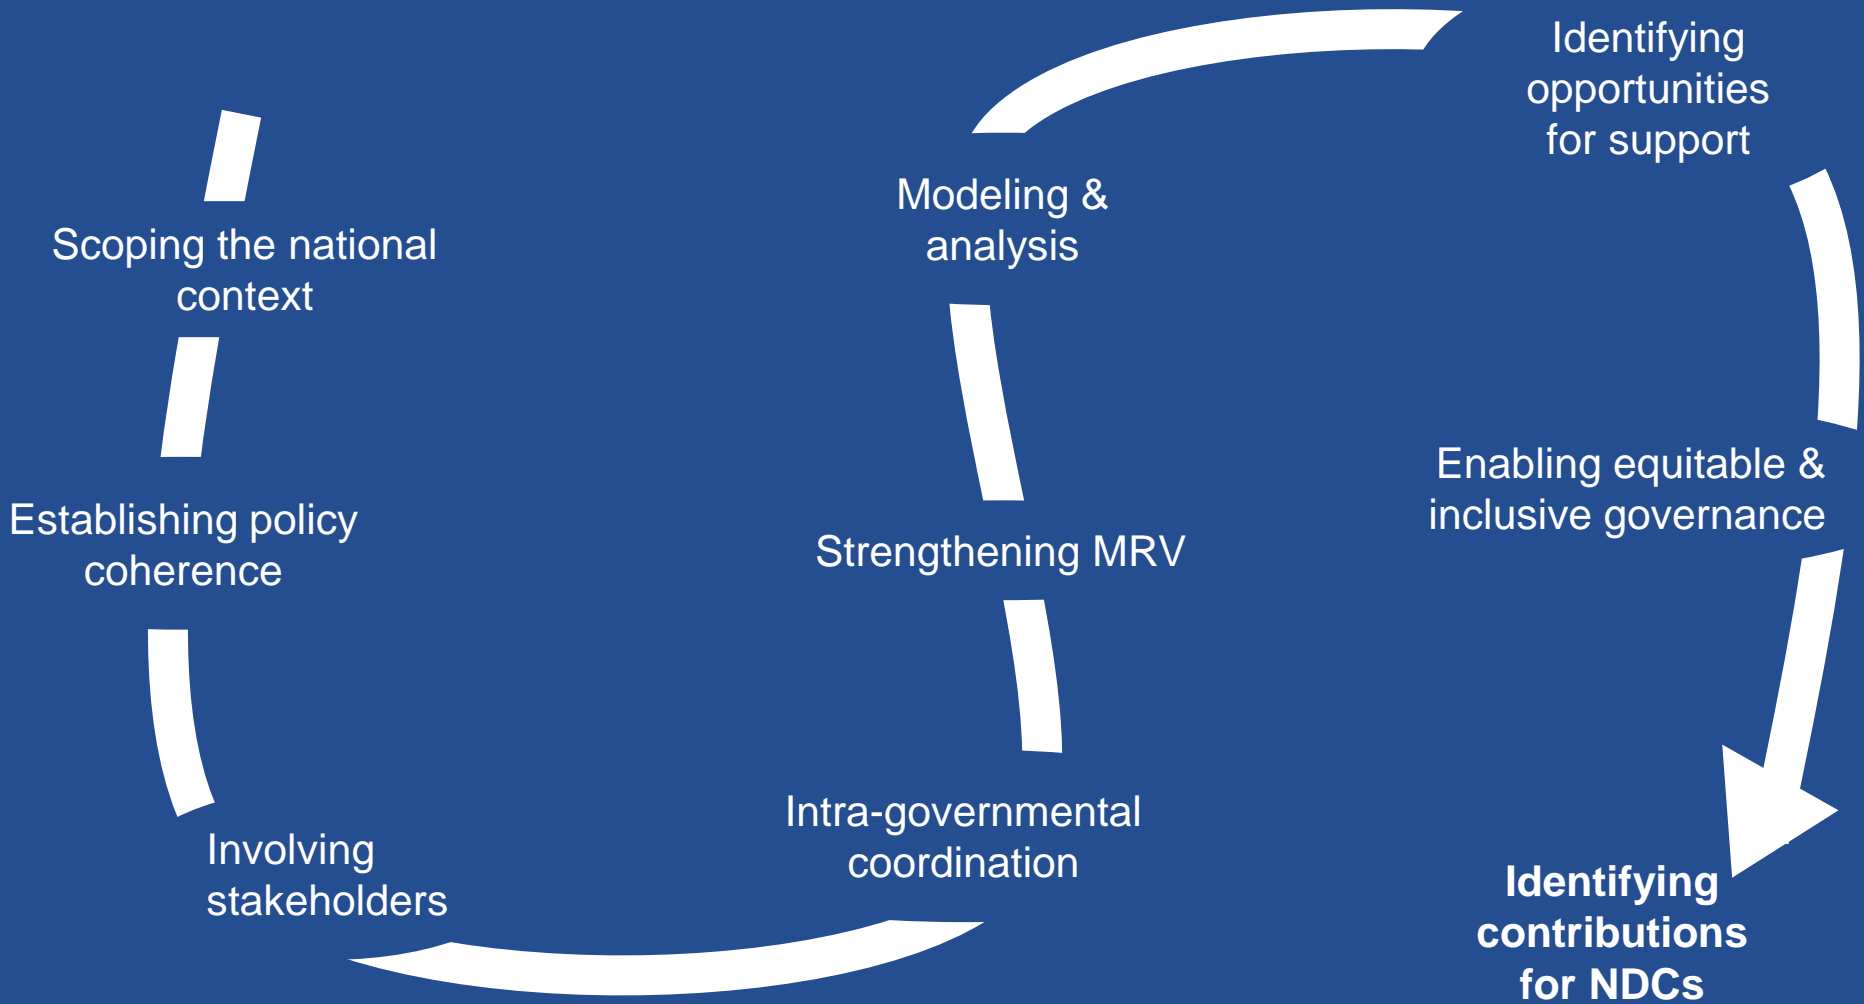 Scoping the national
context
Establishing policy
coherence
Involving
stakeholders
Intra-governmental
coordination
Strengthening MRV
Modeling &
analysis
Identifying
opportunities
for support
Enabling equitable &
inclusive governance
Identifying
contributions
for NDCs